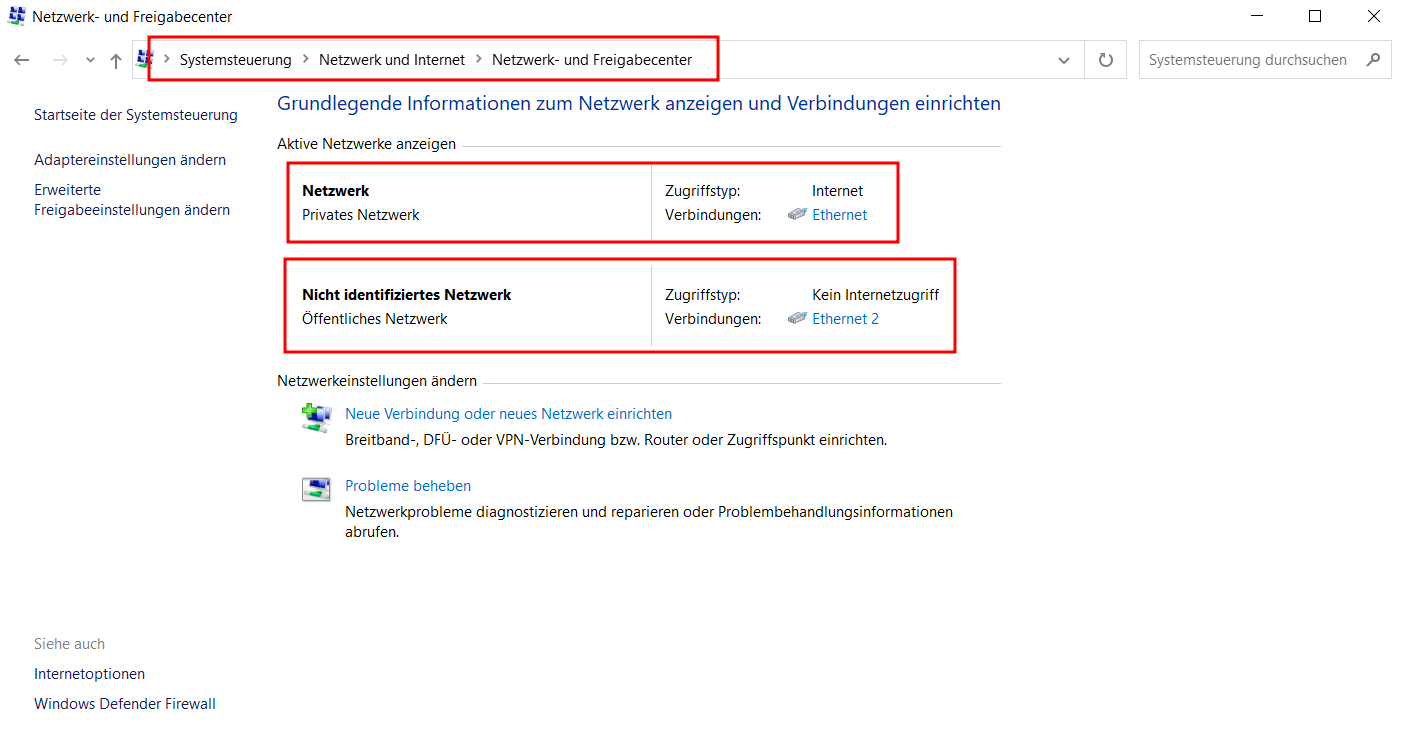 Netzwerk- und Freigabecenter
Systemsteuerung > Netzwerk und Internet > Netzwerk- und Freigabecenter
Systemsteuerung durchsuchen
Startseite der Systemsteuerung
Adaptereinstellungen ändern
Erweiterte
Freigabeeinstellungen ändern
Grundlegende Informationen zum Netzwerk anzeigen und Verbindungen einrichten
Aktive Netzwerke anzeigen
Netzwerk
Privates Netzwerk
Zugriffstyp: Internet
Verbindungen: Ethernet
Nicht identifiziertes Netzwerk
Öffentliches Netzwerk
Zugriffstyp: Kein Internetzugriff
Verbindungen: Ethernet 2
Netzwerkeinstellungen ändern
Neue Verbindung oder neues Netzwerk einrichten
Breitband-, DFÜ- oder VPN-Verbindung bzw. Router oder Zugriffspunkt einrichten.
Probleme beheben
Netzwerkprobleme diagnostizieren und reparieren oder Problembehandlungsinformationen
abrufen.
Siehe auch
Internetoptionen
Windows Defender Firewall